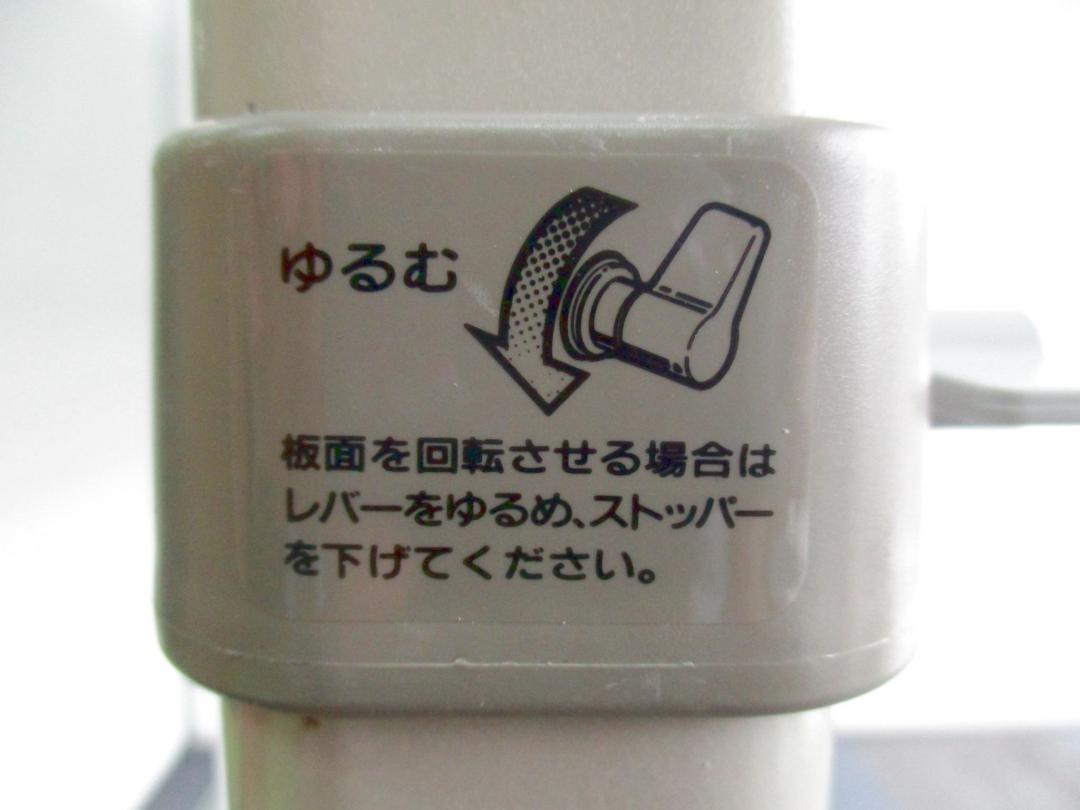 ゆるむ
板面を回転させる場合は
レバーをゆるめ、ストッパー
を下げてください。